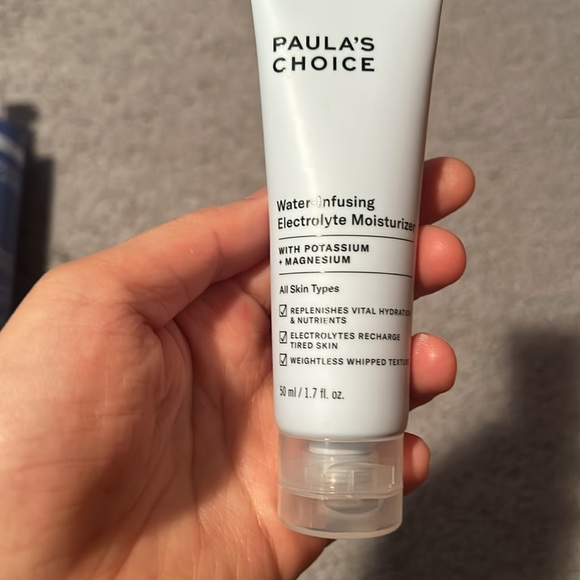 PAULA'S
CHOICE
Water-Infusing
Electrolyte Moisturizer
WITH POTASSIUM
+ MAGNESIUM
All Skin Types
REPLENISHES VITAL HYDRATION
& NUTRIENTS
ELECTROLYTES RECHARGE
TIRED SKIN
WEIGHTLESS WHIPPED TEXTURE
50 ml / 1.7 fl. oz.